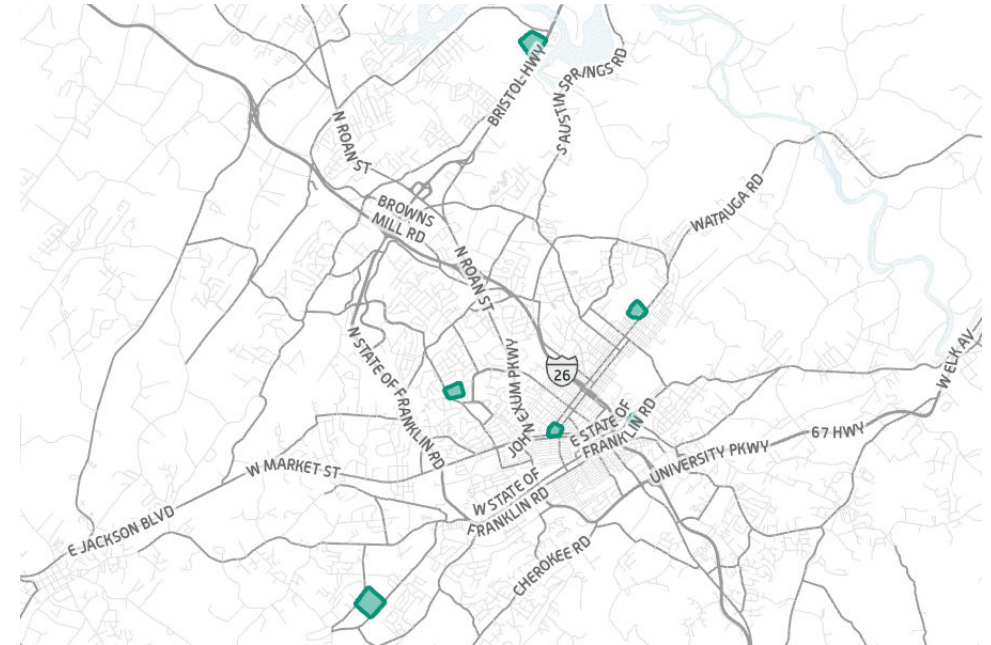 BRISTOL HWY
S AUSTIN SPRINGS RD
N ROAN ST
WATAUGA RD
BROWNS
MILL RD
N ROAN ST
N STATE OF FRANKLIN RD
JOHN EXUM PKWY
26
W ELK AV
E STATE OF
FRANKLIN RD
67 HWY
UNIVERSITY PKWY
W MARKET ST
W STATE OF
FRANKLIN RD
E JACKSON BLVD
CHEROKEE RD